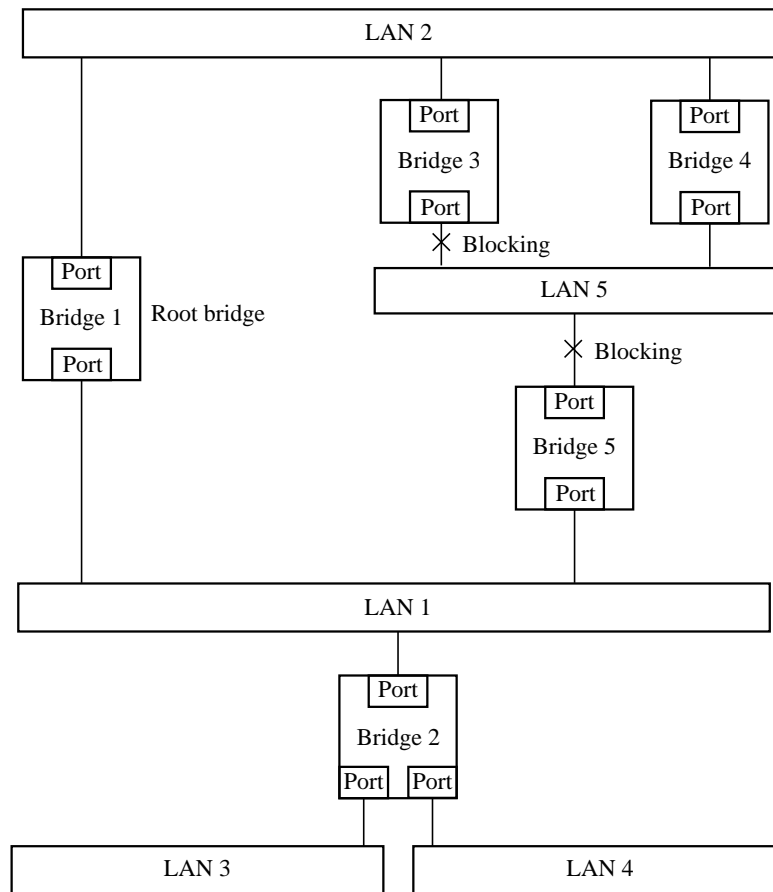 LAN 2
Port
Port
Bridge 3
Bridge 4
Port
Port
Blocking
Port
Bridge 1
Root bridge
LAN 5
Port
Blocking
Port
Bridge 5
Port
LAN 1
Port
Bridge 2
Port
Port
LAN 3
LAN 4